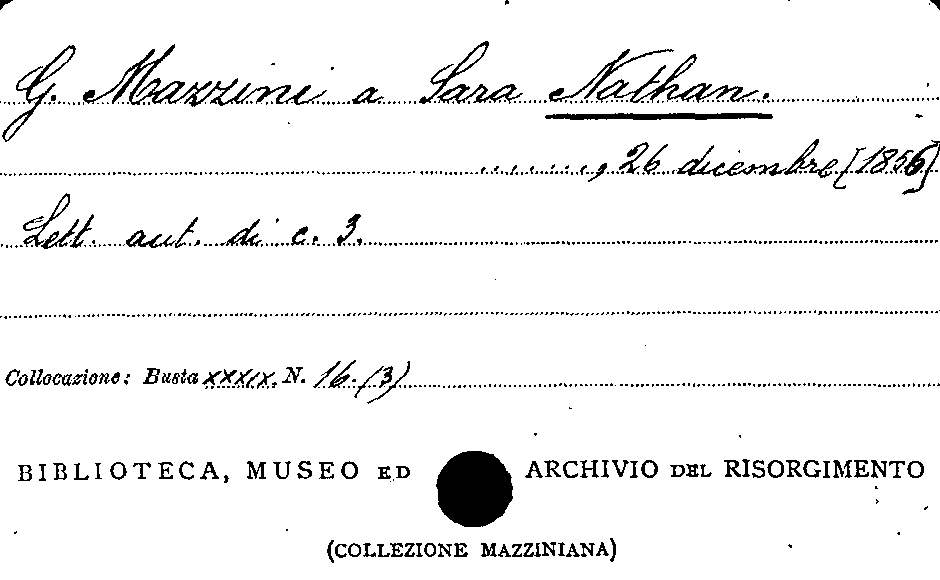 G. Mazzini a Sara Nathan.
........, 26 dicembre [1856]
Lett. aut. di c. 3.
Collocazione: Busta XXXIX. N. 16. (3)
BIBLIOTECA, MUSEO ED ARCHIVIO DEL RISORGIMENTO
(COLLEZIONE MAZZINIANA)